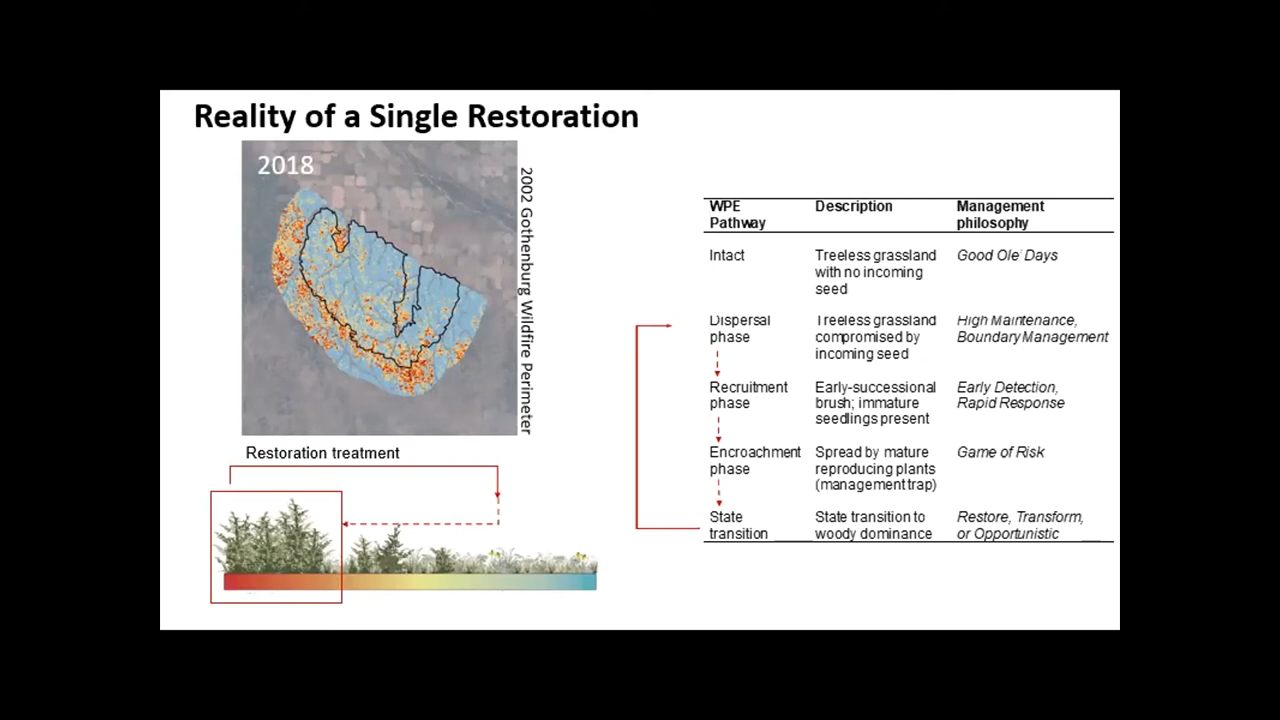 Reality of a Single Restoration
2018
2002 Gothenburg Wildfire Perimeter
Restoration treatment
WPE
Pathway
Description
Management
philosophy
Intact
Treeless grassland
with no incoming
seed
Good Ole' Days
Dispersal
phase
Treeless grassland
compromised by
incoming seed
High Maintenance,
Boundary Management
Recruitment
phase
Early-successional
brush; immature
seedlings present
Early Detection,
Rapid Response
Encroachment
phase
Spread by mature
reproducing plants
(management trap)
Game of Risk
State
transition
State transition to
woody dominance
Restore, Transform,
or Opportunistic